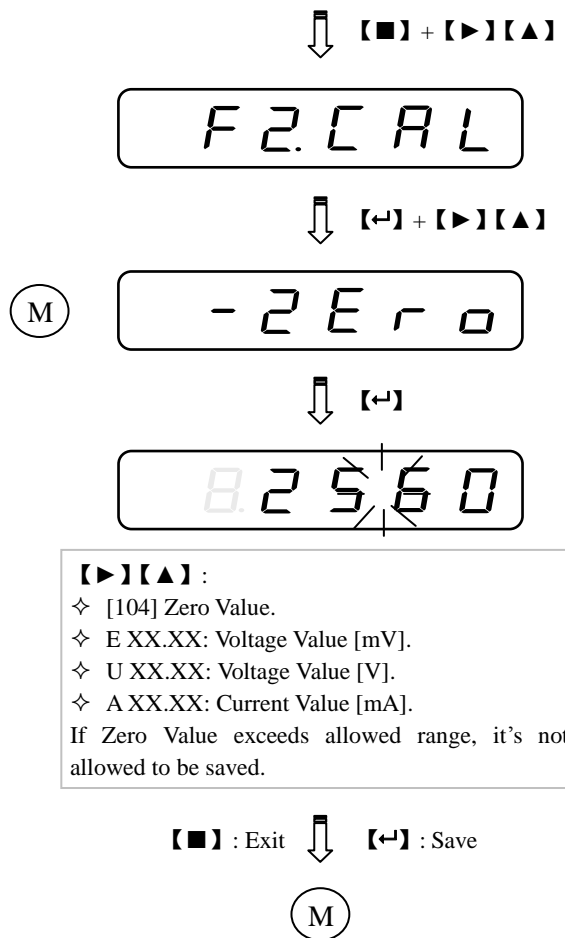 【■】 + 【►】【▲】
F2.CAL
【↵】 + 【►】【▲】
M
-ZEro
【↵】
8.2560
【►】【▲】:
✧ [104] Zero Value.
✧ E XX.XX: Voltage Value [mV].
✧ U XX.XX: Voltage Value [V].
✧ A XX.XX: Current Value [mA].
If Zero Value exceeds allowed range, it's not
allowed to be saved.
【■】: Exit 【↵】: Save
M